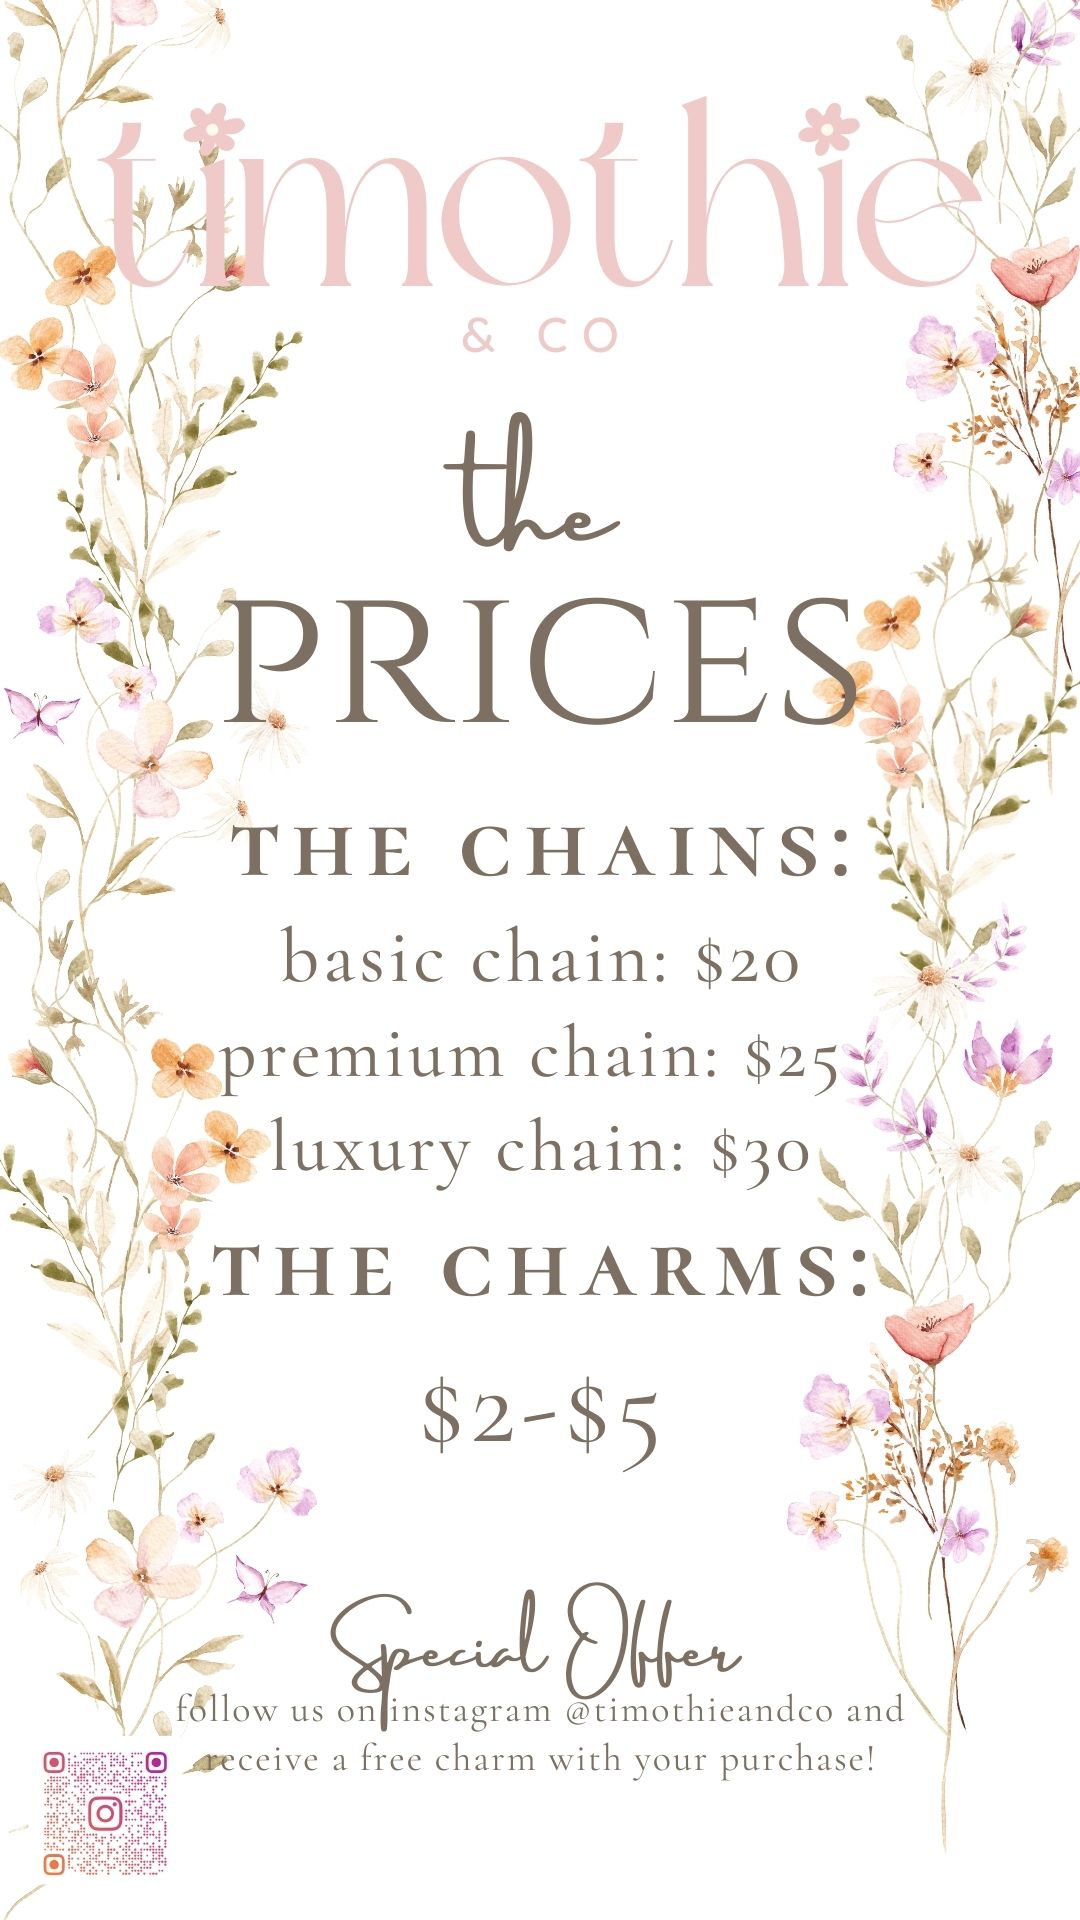 timothie
& CO
the
PRICES
THE CHAINS:
basic chain: $20
premium chain: $25
luxury chain: $30
THE CHARMS:
$2-$5
Special Offer
follow us on instagram @timothieandco and
receive a free charm with your purchase!